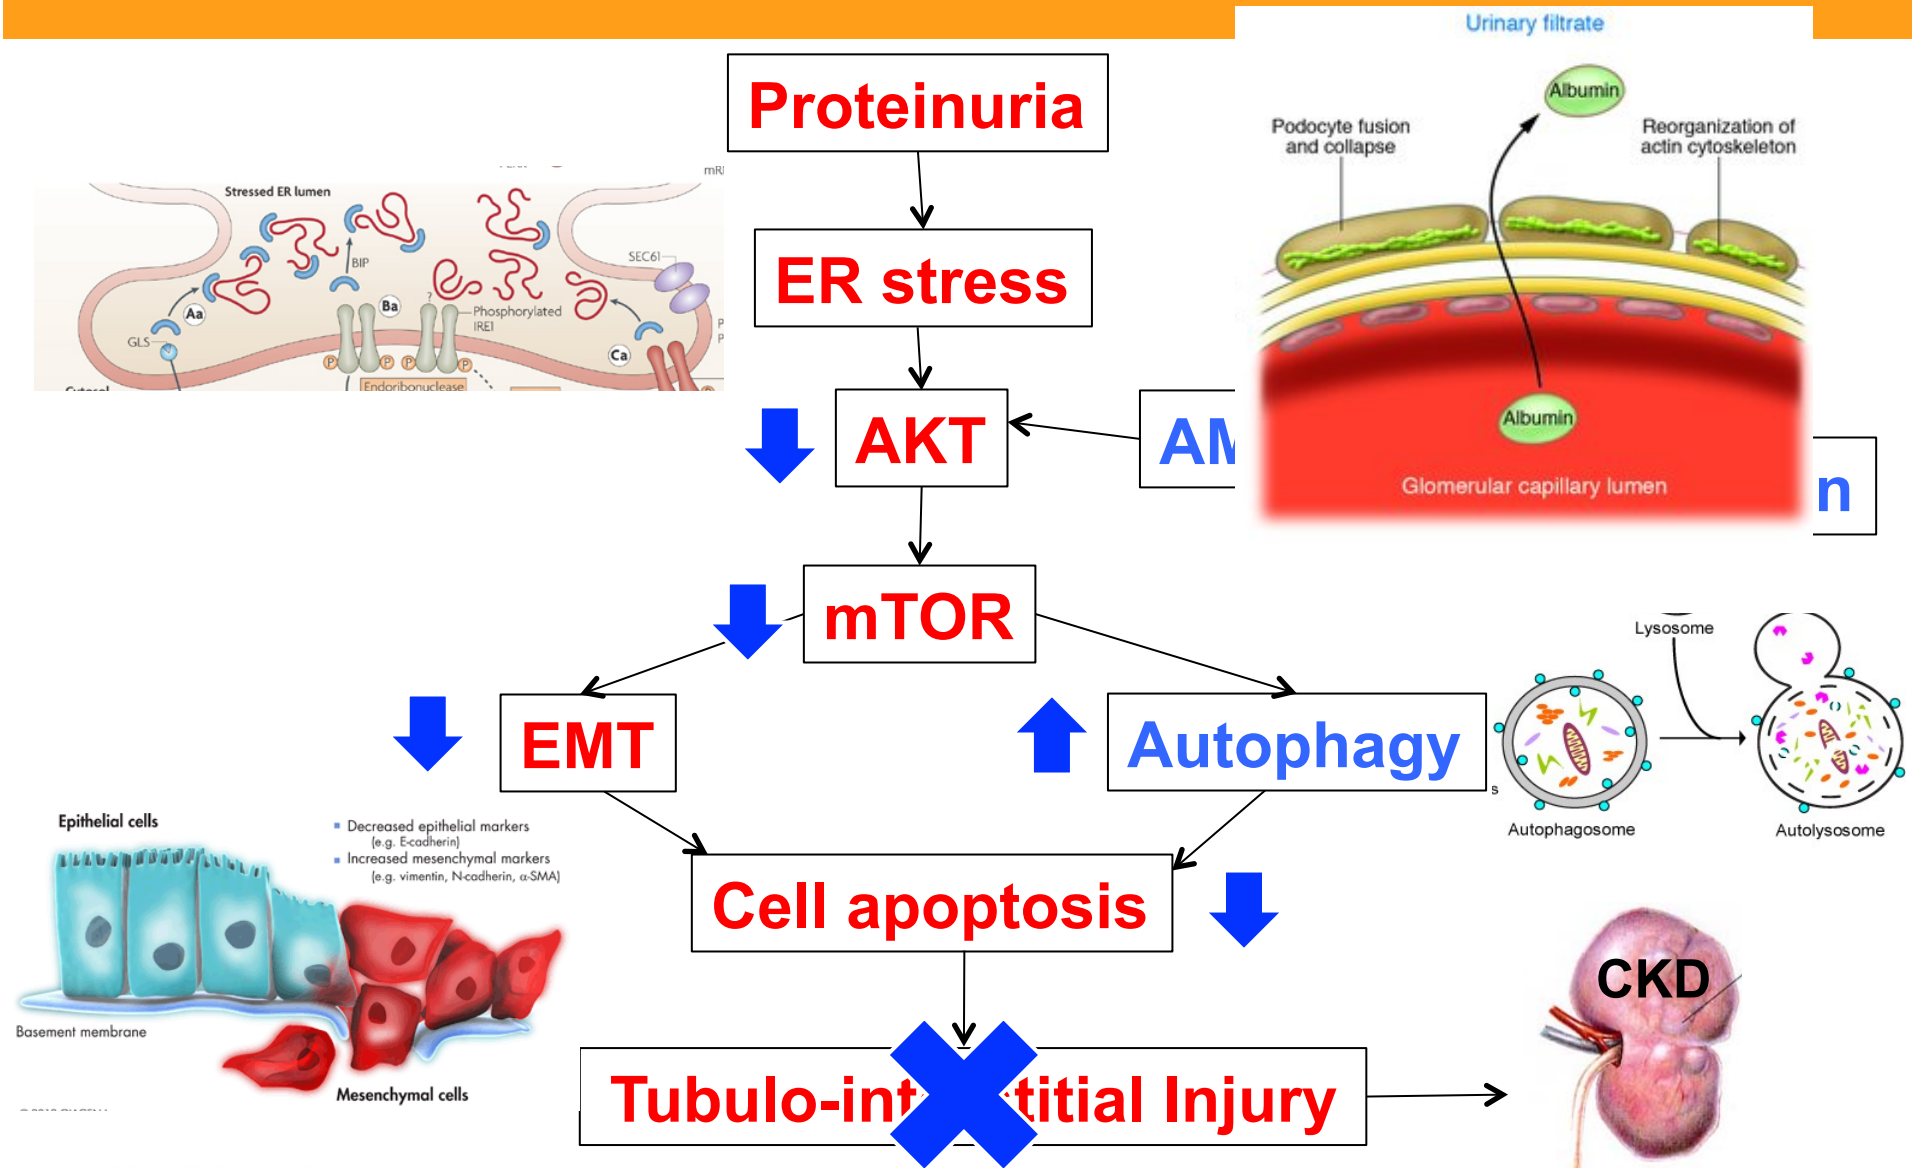 Urinary filtrate
Proteinuria
Albumin
Podocyte fusion
and collapse
Reorganization of
actin cytoskeleton
Stressed ER lumen
BIP
SEC61
ER stress
Aa
Ba
?
Phosphorylated
IRE1
GLS
Ca
P P P P
Endoribonuclease
AKT
AM
Albumin
Glomerular capillary lumen
n
mTOR
Lysosome
EMT
Autophagy
s
Autophagosome
Autolysosome
Epithelial cells
Decreased epithelial markers
(e.g. E-cadherin)
Increased mesenchymal markers
(e.g. vimentin, N-cadherin, α-SMA)
Cell apoptosis
CKD
Basement membrane
Mesenchymal cells
Tubulo-int titial Injury